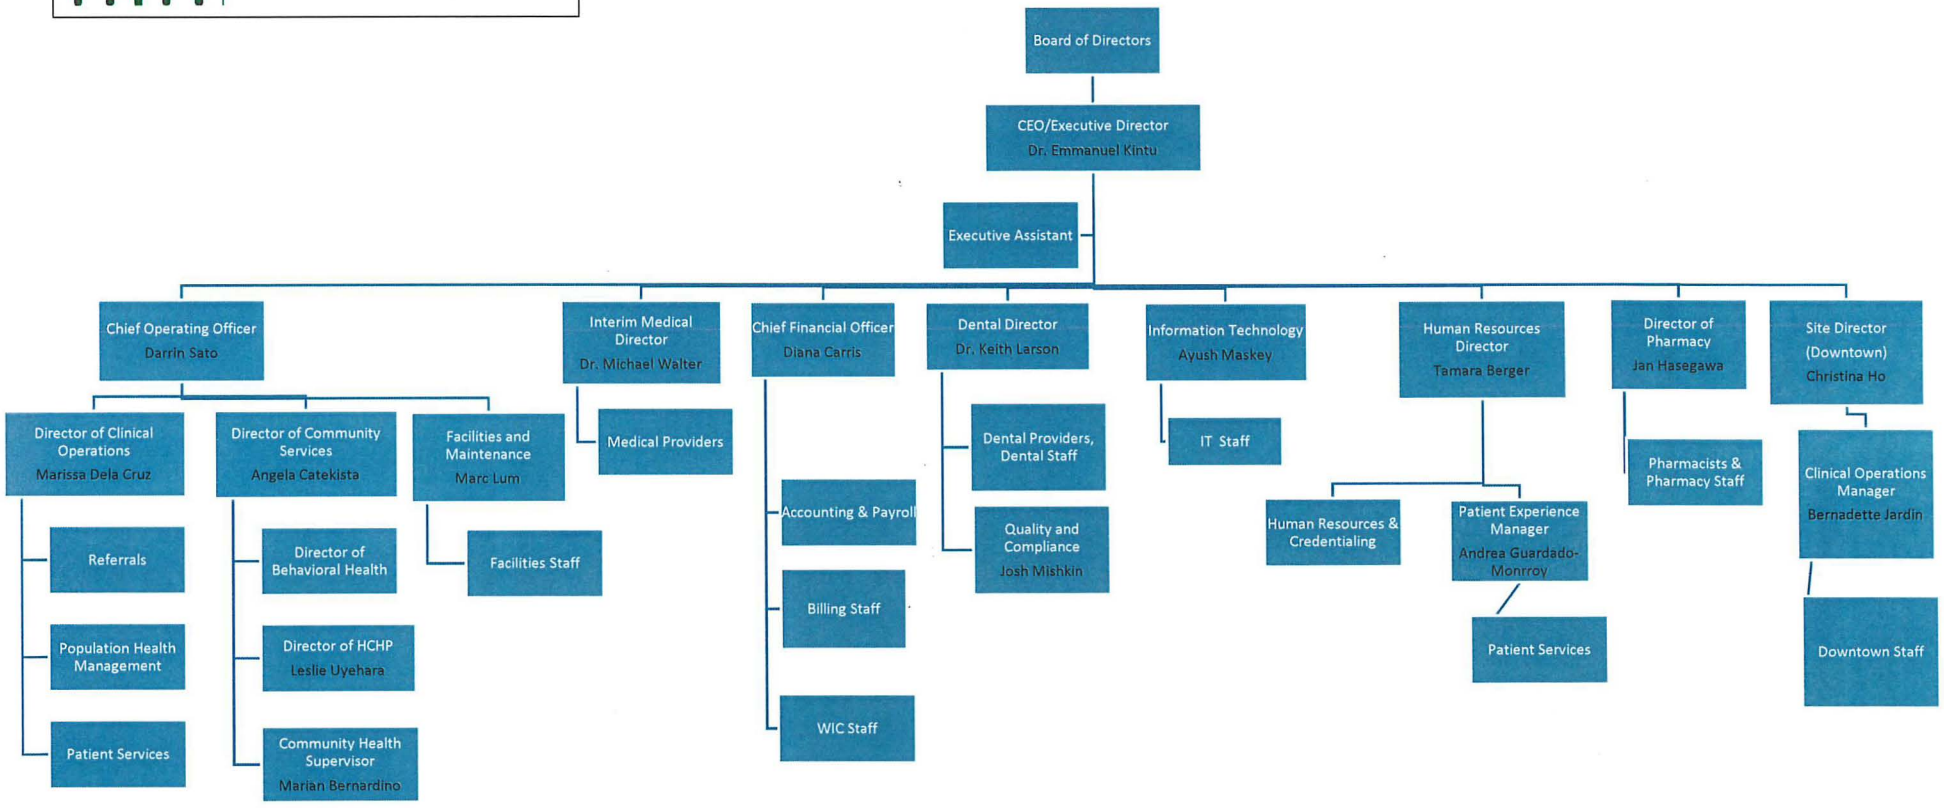 Board of Directors
CEO/Executive Director
Dr. Emmanuel Kintu
Executive Assistant
Chief Operating Officer
Darrin Sato
Interim Medical
Director
Dr. Michael Walter
Chief Financial Officer
Diana Carris
Dental Director
Dr. Keith Larson
Information Technology
Ayush Maskey
Human Resources
Director
Tamara Berger
Director of
Pharmacy
Jan Hasegawa
Site Director
(Downtown)
Christina Ho
Director of Clinical
Operations
Marissa Dela Cruz
Director of Community
Services
Angela Catekista
Facilities and
Maintenance
Marc Lum
Medical Providers
Dental Providers,
Dental Staff
IT Staff
Pharmacists &
Pharmacy Staff
Clinical Operations
Manager
Bernadette Jardin
Accounting & Payroll
Quality and
Compliance
Josh Mishkin
Human Resources &
Credentialing
Patient Experience
Manager
Andrea Guardado-
Monrroy
Referrals
Director of
Behavioral Health
Facilities Staff
Billing Staff
Population Health
Management
Director of HCHP
Leslie Uyehara
Patient Services
Downtown Staff
WIC Staff
Patient Services
Community Health
Supervisor
Marian Bernardino